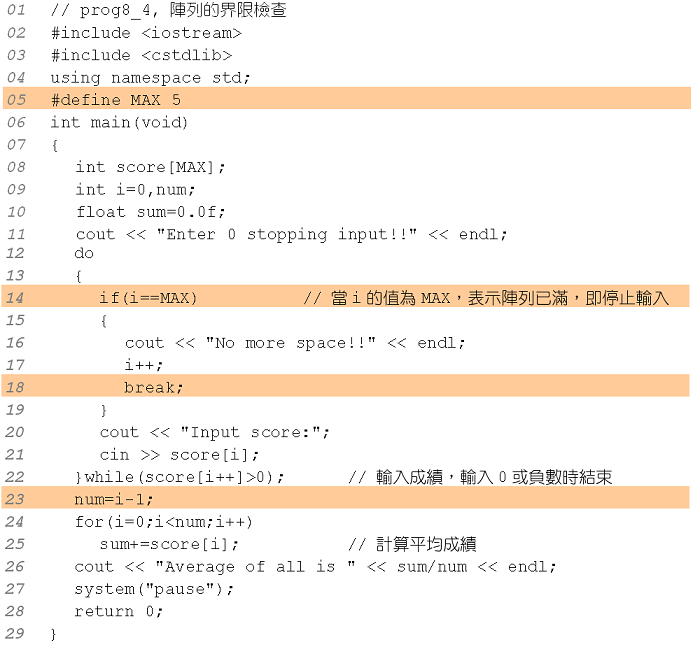 01 // prog8_4, 陣列的界限檢查
02 #include <iostream>
03 #include <cstdlib>
04 using namespace std;
05 #define MAX 5
06 int main(void)
07 {
08 int score[MAX];
09 int i=0,num;
10 float sum=0.0f;
11 cout << "Enter 0 stopping input!!" << endl;
12 do
13 {
14 if(i==MAX) // 當 i 的值為 MAX，表示陣列已滿，即停止輸入
15 {
16 cout << "No more space!!" << endl;
17 i++;
18 break;
19 }
20 cout << "Input score:";
21 cin >> score[i];
22 }while(score[i++]>0); // 輸入成績，輸入 0 或負數時結束
23 num=i-1;
24 for(i=0;i<num;i++)
25 sum+=score[i]; // 計算平均成績
26 cout << "Average of all is " << sum/num << endl;
27 system("pause");
28 return 0;
29 }